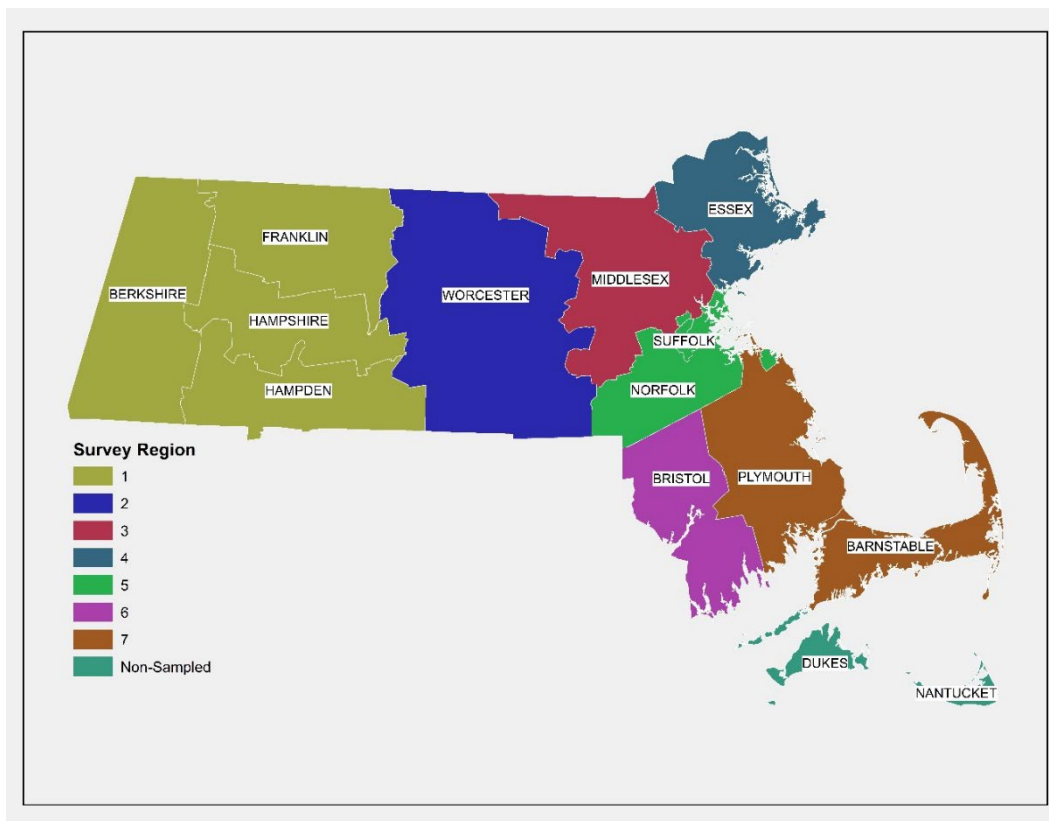 ESSEX
FRANKLIN
MIDDLESEX
BERKSHIRE
WORCESTER
HAMPSHIRE
SUFFOLK
HAMPDEN
NORFOLK
Survey Region
1
2
3
4
5
6
7
Non-Sampled
BRISTOL
PLYMOUTH
BARNSTABLE
DUKES
NANTUCKET